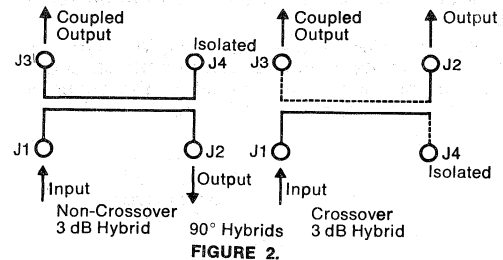 Coupled
Output
Coupled
Output
Output
Isolated
J3
J4
J3
J2
J1
J2
J1
J4
Input
Output
Input
Isolated
Non-Crossover
3 dB Hybrid
90° Hybrids
Crossover
3 dB Hybrid
FIGURE 2.